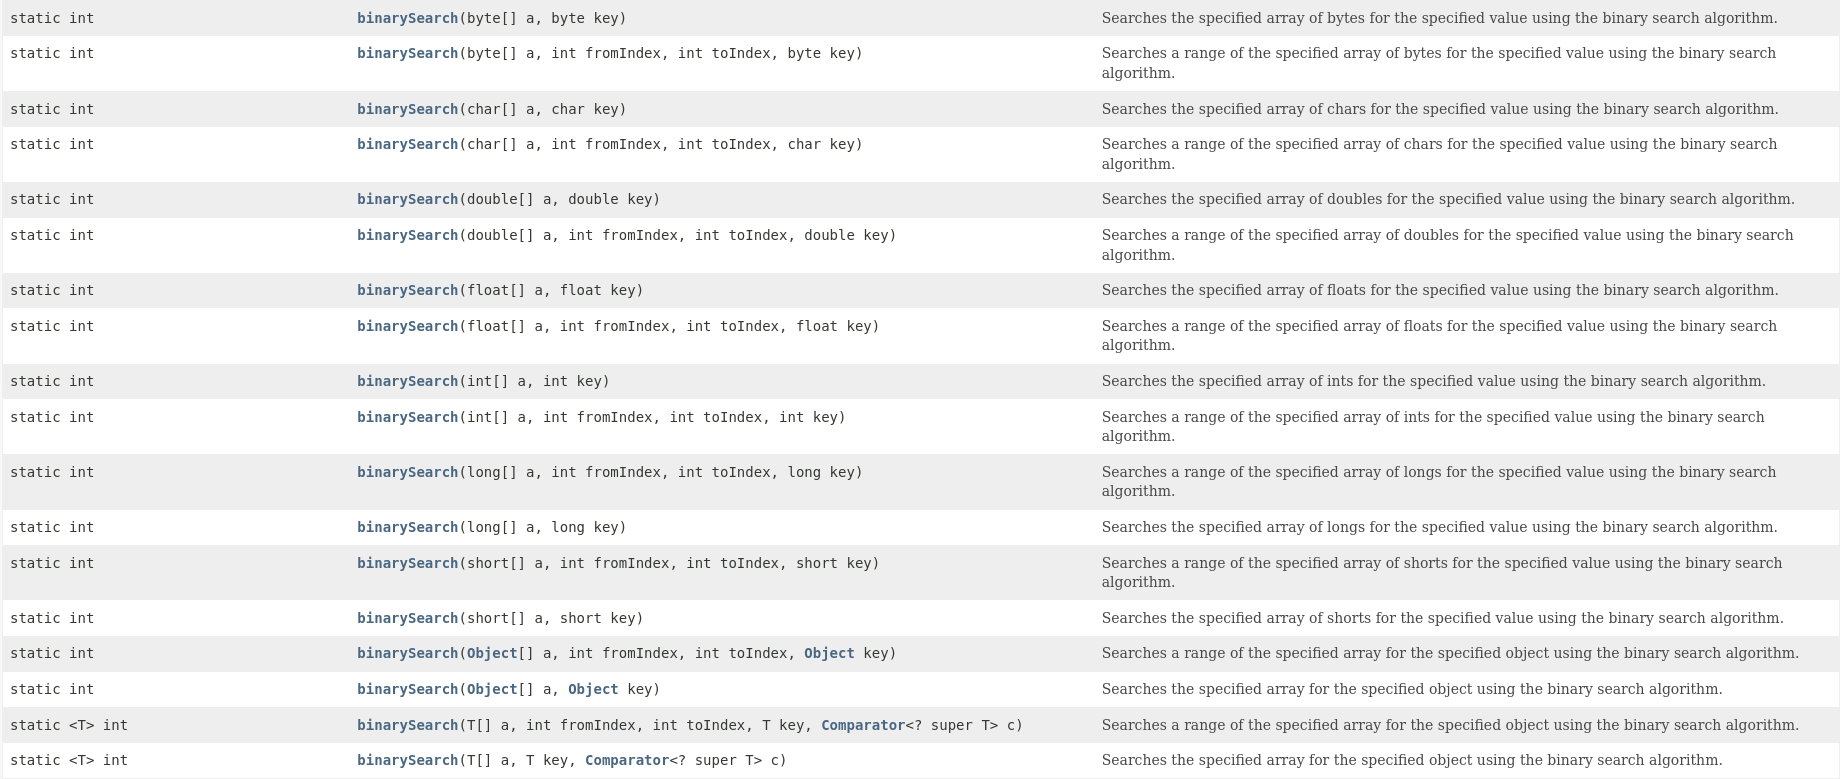 static int binarySearch(byte[] a, byte key) Searches the specified array of bytes for the specified value using the binary search algorithm.
static int binarySearch(byte[] a, int fromIndex, int toIndex, byte key) Searches a range of the specified array of bytes for the specified value using the binary search
algorithm.
static int binarySearch(char[] a, char key) Searches the specified array of chars for the specified value using the binary search algorithm.
static int binarySearch(char[] a, int fromIndex, int toIndex, char key) Searches a range of the specified array of chars for the specified value using the binary search
algorithm.
static int binarySearch(double[] a, double key) Searches the specified array of doubles for the specified value using the binary search algorithm.
static int binarySearch(double[] a, int fromIndex, int toIndex, double key) Searches a range of the specified array of doubles for the specified value using the binary search
algorithm.
static int binarySearch(float[] a, float key) Searches the specified array of floats for the specified value using the binary search algorithm.
static int binarySearch(float[] a, int fromIndex, int toIndex, float key) Searches a range of the specified array of floats for the specified value using the binary search
algorithm.
static int binarySearch(int[] a, int key) Searches the specified array of ints for the specified value using the binary search algorithm.
static int binarySearch(int[] a, int fromIndex, int toIndex, int key) Searches a range of the specified array of ints for the specified value using the binary search
algorithm.
static int binarySearch(long[] a, int fromIndex, int toIndex, long key) Searches a range of the specified array of longs for the specified value using the binary search
algorithm.
static int binarySearch(long[] a, long key) Searches the specified array of longs for the specified value using the binary search algorithm.
static int binarySearch(short[] a, int fromIndex, int toIndex, short key) Searches a range of the specified array of shorts for the specified value using the binary search
algorithm.
static int binarySearch(short[] a, short key) Searches the specified array of shorts for the specified value using the binary search algorithm.
static int binarySearch(Object[] a, int fromIndex, int toIndex, Object key) Searches a range of the specified array for the specified object using the binary search algorithm.
static int binarySearch(Object[] a, Object key) Searches the specified array for the specified object using the binary search algorithm.
static <T> int binarySearch(T[] a, int fromIndex, int toIndex, T key, Comparator<? super T> c) Searches a range of the specified array for the specified object using the binary search algorithm.
static <T> int binarySearch(T[] a, T key, Comparator<? super T> c) Searches the specified array for the specified object using the binary search algorithm.